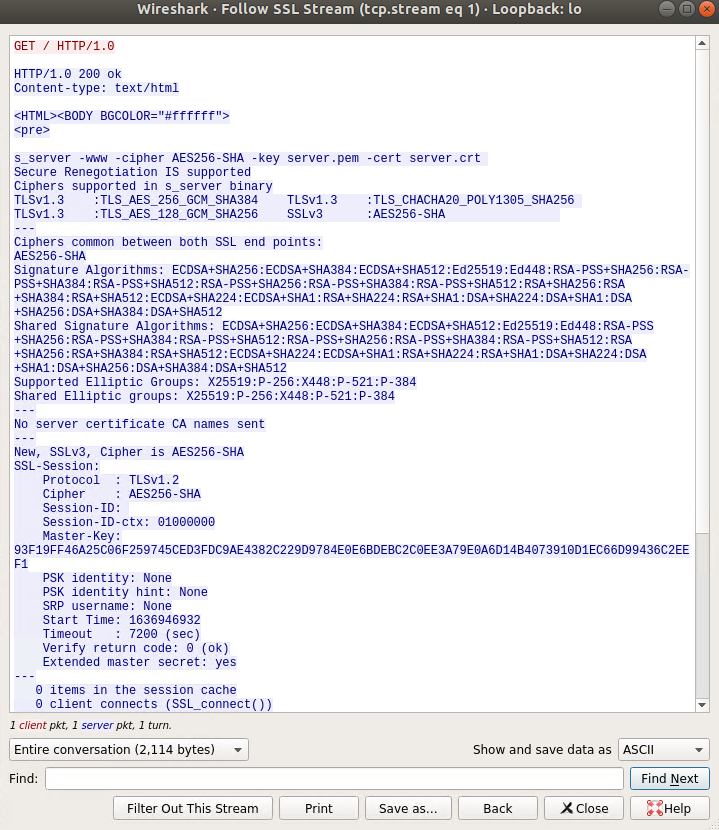 Wireshark · Follow SSL Stream (tcp.stream eq 1) · Loopback: lo
GET / HTTP/1.0
HTTP/1.0 200 ok
Content-type: text/html
<HTML><BODY BGCOLOR="#ffffff">
<pre>
s_server -www -cipher AES256-SHA -key server.pem -cert server.crt
Secure Renegotiation IS supported
Ciphers supported in s_server binary
TLSv1.3    :TLS_AES_256_GCM_SHA384    TLSv1.3    :TLS_CHACHA20_POLY1305_SHA256
TLSv1.3    :TLS_AES_128_GCM_SHA256    SSLv3      :AES256-SHA
---
Ciphers common between both SSL end points:
AES256-SHA
Signature Algorithms: ECDSA+SHA256:ECDSA+SHA384:ECDSA+SHA512:Ed25519:Ed448:RSA-PSS+SHA256:RSA-
PSS+SHA384:RSA-PSS+SHA512:RSA-PSS+SHA256:RSA-PSS+SHA384:RSA-PSS+SHA512:RSA+SHA256:RSA
+SHA384:RSA+SHA512:ECDSA+SHA224:ECDSA+SHA1:RSA+SHA224:RSA+SHA1:DSA+SHA224:DSA+SHA1:DSA
+SHA256:DSA+SHA384:DSA+SHA512
Shared Signature Algorithms: ECDSA+SHA256:ECDSA+SHA384:ECDSA+SHA512:Ed25519:Ed448:RSA-PSS
+SHA256:RSA-PSS+SHA384:RSA-PSS+SHA512:RSA-PSS+SHA256:RSA-PSS+SHA384:RSA-PSS+SHA512:RSA
+SHA256:RSA+SHA384:RSA+SHA512:ECDSA+SHA224:ECDSA+SHA1:RSA+SHA224:RSA+SHA1:DSA+SHA224:DSA
+SHA1:DSA+SHA256:DSA+SHA384:DSA+SHA512
Supported Elliptic Groups: X25519:P-256:X448:P-521:P-384
Shared Elliptic groups: X25519:P-256:X448:P-521:P-384
---
No server certificate CA names sent
---
New, SSLv3, Cipher is AES256-SHA
SSL-Session:
    Protocol  : TLSv1.2
    Cipher    : AES256-SHA
    Session-ID:
    Session-ID-ctx: 01000000
    Master-Key:
93F19FF46A25C06F259745CED3FDC9AE4382C229D9784E0E6BDEBC2C0EE3A79E0A6D14B4073910D1EC66D99436C2EE
F1
    PSK identity: None
    PSK identity hint: None
    SRP username: None
    Start Time: 1636946932
    Timeout   : 7200 (sec)
    Verify return code: 0 (ok)
    Extended master secret: yes
---
   0 items in the session cache
   0 client connects (SSL_connect())
1 client pkt, 1 server pkt, 1 turn.
Entire conversation (2,114 bytes) Show and save data as ASCII
Find: Find Next
Filter Out This Stream Print Save as... Back Close Help